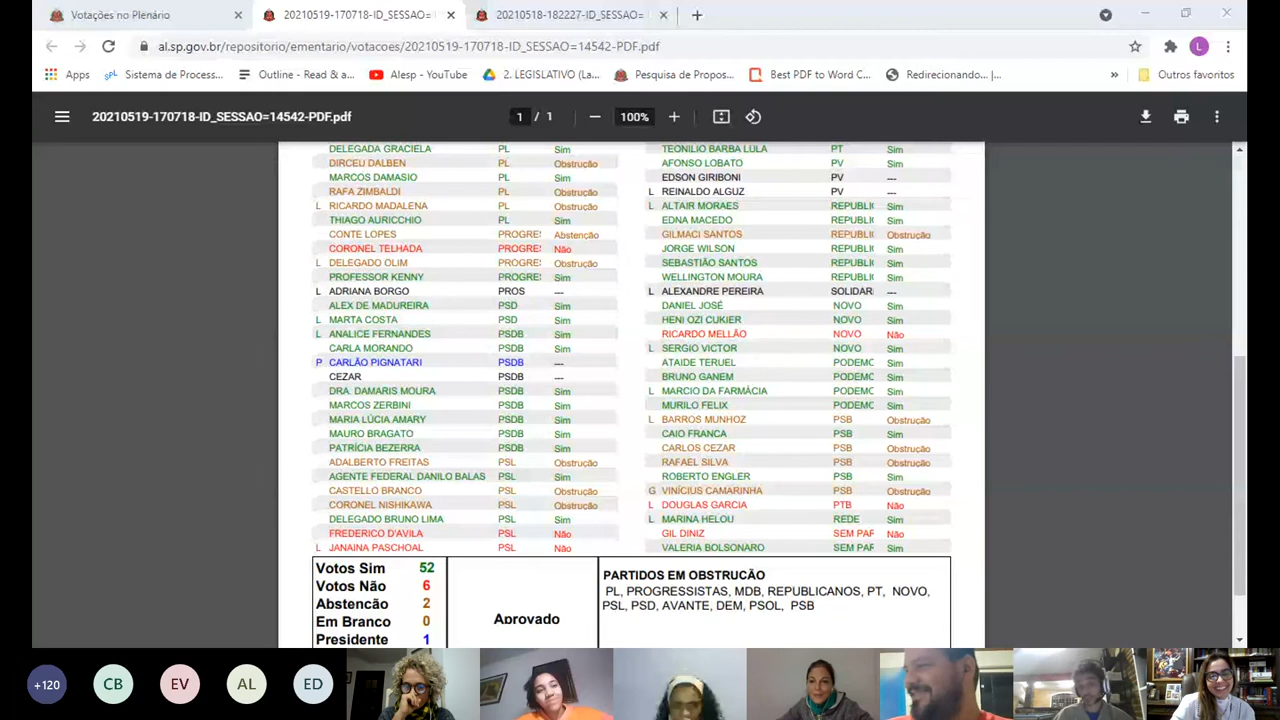 Votações no Plenário
20210519-170718-ID_SESSAO=
20210518-182227-ID_SESSAO=
al.sp.gov.br/repositorio/ementario/votacoes/20210519-170718-ID_SESSAO=14542-PDF.pdf
L
Apps
Sistema de Process...
Outline - Read & a...
Alesp - YouTube
2. LEGISLATIVO (La...
Pesquisa de Propos...
Best PDF to Word C...
Redirecionando... |...
Outros favoritos
20210519-170718-ID_SESSAO=14542-PDF.pdf
1 / 1
100%
DELEGADA GRACIELA PL Sim
DIRCEU DALBEN PL Obstrução
MARCOS DAMASIO PL Sim
RAFA ZIMBALDI PL Obstrução
L RICARDO MADALENA PL Obstrução
THIAGO AURICCHIO PL Sim
CONTE LOPES PROGRES Abstenção
CORONEL TELHADA PROGRES Não
L DELEGADO OLIM PROGRES Obstrução
PROFESSOR KENNY PROGRES Sim
L ADRIANA BORGO PROS ---
ALEX DE MADUREIRA PSD Sim
L MARTA COSTA PSD Sim
L ANALICE FERNANDES PSDB Sim
CARLA MORANDO PSDB Sim
P CARLÃO PIGNATARI PSDB ---
CEZAR PSDB ---
DRA. DAMARIS MOURA PSDB Sim
MARCOS ZERBINI PSDB Sim
MARIA LÚCIA AMARY PSDB Sim
MAURO BRAGATO PSDB Sim
PATRÍCIA BEZERRA PSDB Sim
ADALBERTO FREITAS PSL Obstrução
AGENTE FEDERAL DANILO BALAS PSL Sim
CASTELLO BRANCO PSL Obstrução
CORONEL NISHIKAWA PSL Obstrução
DELEGADO BRUNO LIMA PSL Sim
FREDERICO D'AVILA PSL Não
L JANAINA PASCHOAL PSL Não
TEONILIO BARBA LULA PT Sim
AFONSO LOBATO PV Sim
EDSON GIRIBONI PV ---
L REINALDO ALGUZ PV ---
L ALTAIR MORAES REPUBLI Sim
EDNA MACEDO REPUBLI Sim
GILMACI SANTOS REPUBLI Obstrução
JORGE WILSON REPUBLI Sim
SEBASTIÃO SANTOS REPUBLI Sim
WELLINGTON MOURA REPUBLI Sim
L ALEXANDRE PEREIRA SOLIDAR ---
DANIEL JOSÉ NOVO Sim
HENI OZI CUKIER NOVO Sim
RICARDO MELLÃO NOVO Não
L SERGIO VICTOR NOVO Sim
ATAIDE TERUEL PODEMO Sim
BRUNO GANEM PODEMO Sim
L MARCIO DA FARMÁCIA PODEMO Sim
MURILO FELIX PODEMO Sim
L BARROS MUNHOZ PSB Obstrução
CAIO FRANCA PSB Sim
CARLOS CEZAR PSB Obstrução
RAFAEL SILVA PSB Obstrução
ROBERTO ENGLER PSB Sim
G VINÍCIUS CAMARINHA PSB Obstrução
L DOUGLAS GARCIA PTB Não
L MARINA HELOU REDE Sim
GIL DINIZ SEM PAR Não
VALERIA BOLSONARO SEM PAR Sim
Votos Sim 52
Votos Não 6
Abstencão 2
Em Branco 0
Presidente 1
Aprovado
PARTIDOS EM OBSTRUCÃO
PL, PROGRESSISTAS, MDB, REPUBLICANOS, PT, NOVO,
PSL, PSD, AVANTE, DEM, PSOL, PSB
+120
CB
EV
AL
ED